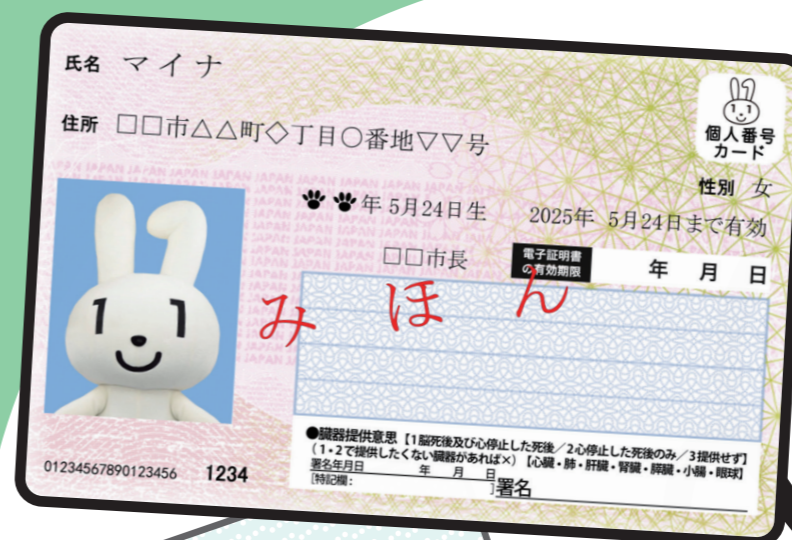 氏名 マイナ
住所 □□市△△町◇丁目○番地▽▽号
個人番号
カード
性別 女
🐾 🐾年 5月24日生 2025年 5月24日まで有効
□□市長
電子証明書
の有効期限
年 月 日
みほん
●臓器提供意思【1脳死後及び心停止した死後/2心停止した死後のみ/3提供せず】
(1・2で提供したくない臓器があれば×)【心臓・肺・肝臓・腎臓・膵臓・小腸・眼球】
署名年月日 年 月 日
[特記欄: ]署名
01234567890123456 1234
JAPAN JAPAN JAPAN JAPAN JAPAN JAPAN